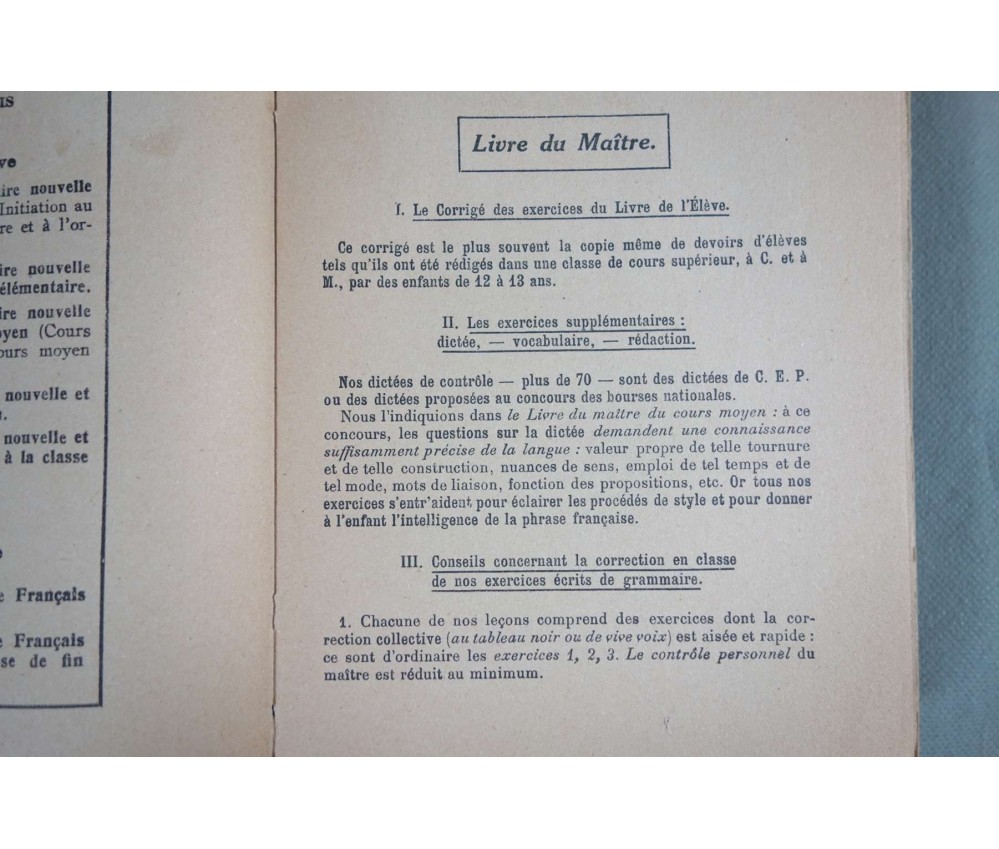 IS
ve
ire nouvelle
Initiation au
re et à l'or-
ire nouvelle
élémentaire.
ire nouvelle
oyen (Cours
ours moyen
nouvelle et
nouvelle et
à la classe
e
e Français
e Français
se de fin
Livre du Maître.
I. Le Corrigé des exercices du Livre de l'Élève.
Ce corrigé est le plus souvent la copie même de devoirs d'élèves
tels qu'ils ont été rédigés dans une classe de cours supérieur, à C. et à
M., par des enfants de 12 à 13 ans.
II. Les exercices supplémentaires :
dictée, — vocabulaire, — rédaction.
Nos dictées de contrôle — plus de 70 — sont des dictées de C. E. P.
ou des dictées proposées au concours des bourses nationales.
Nous l'indiquions dans le Livre du maître du cours moyen : à ce
concours, les questions sur la dictée demandent une connaissance
suffisamment précise de la langue : valeur propre de telle tournure
et de telle construction, nuances de sens, emploi de tel temps et de
tel mode, mots de liaison, fonction des propositions, etc. Or tous nos
exercices s'entr'aident pour éclairer les procédés de style et pour donner
à l'enfant l'intelligence de la phrase française.
III. Conseils concernant la correction en classe
de nos exercices écrits de grammaire.
1. Chacune de nos leçons comprend des exercices dont la cor-
rection collective (au tableau noir ou de vive voix) est aisée et rapide :
ce sont d'ordinaire les exercices 1, 2, 3. Le contrôle personnel du
maître est réduit au minimum.